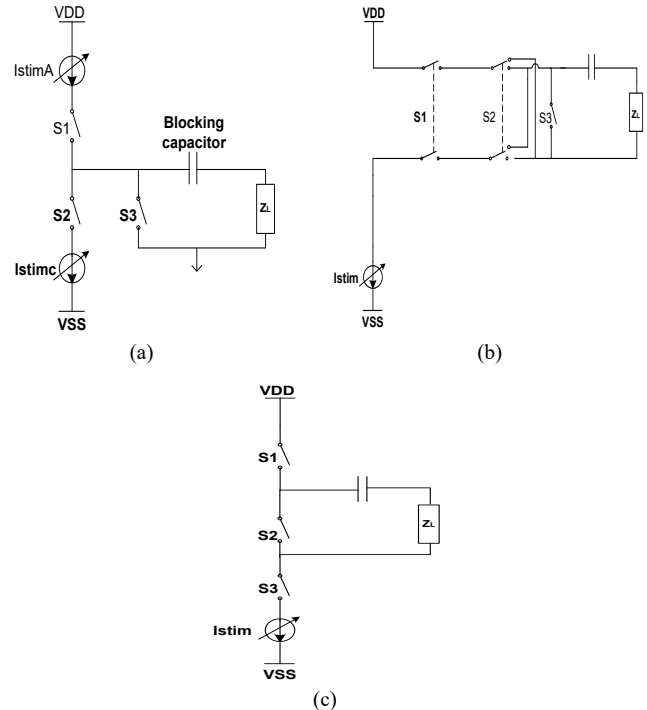 VDD
IstimA
S1
Blocking
capacitor
S2
S3
ZL
Istimc
VSS
(a)
VDD
S1
S2
S3
ZL
Istim
VSS
(b)
VDD
S1
S2
ZL
S3
Istim
VSS
(c)